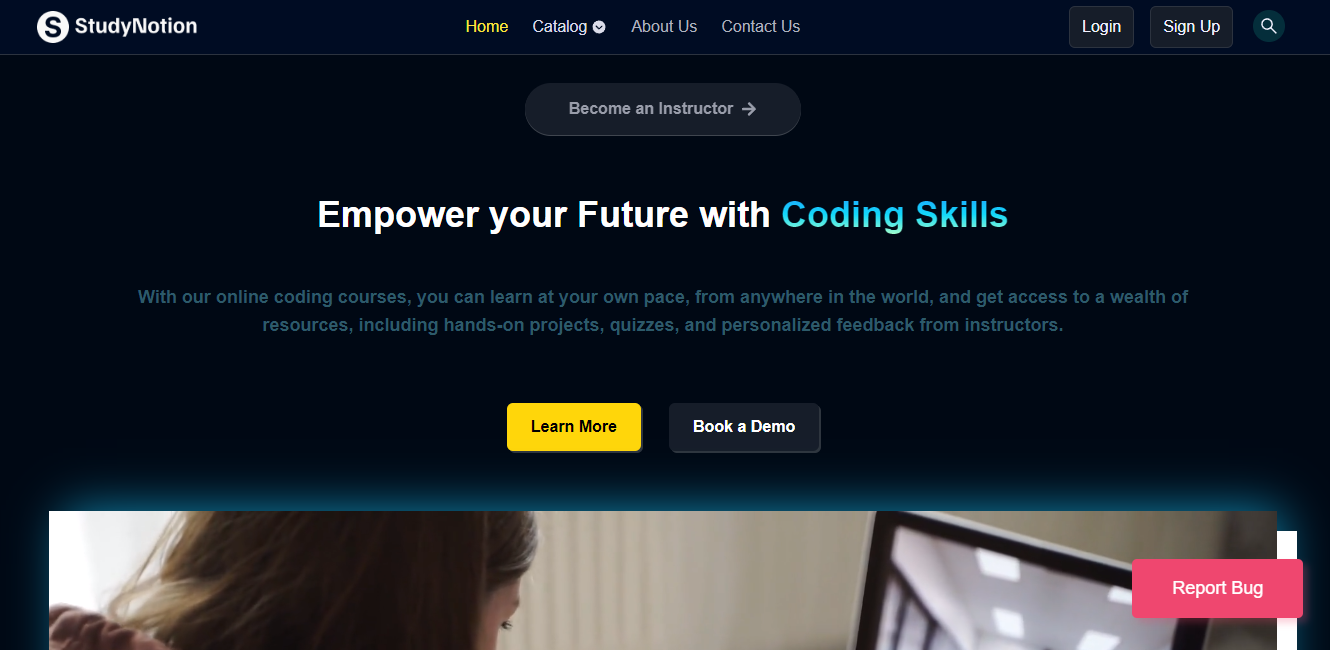 StudyNotion
Home
Catalog
About Us
Contact Us
Login
Sign Up
Become an Instructor
Empower your Future with Coding Skills
With our online coding courses, you can learn at your own pace, from anywhere in the world, and get access to a wealth of
resources, including hands-on projects, quizzes, and personalized feedback from instructors.
Learn More
Book a Demo
Report Bug